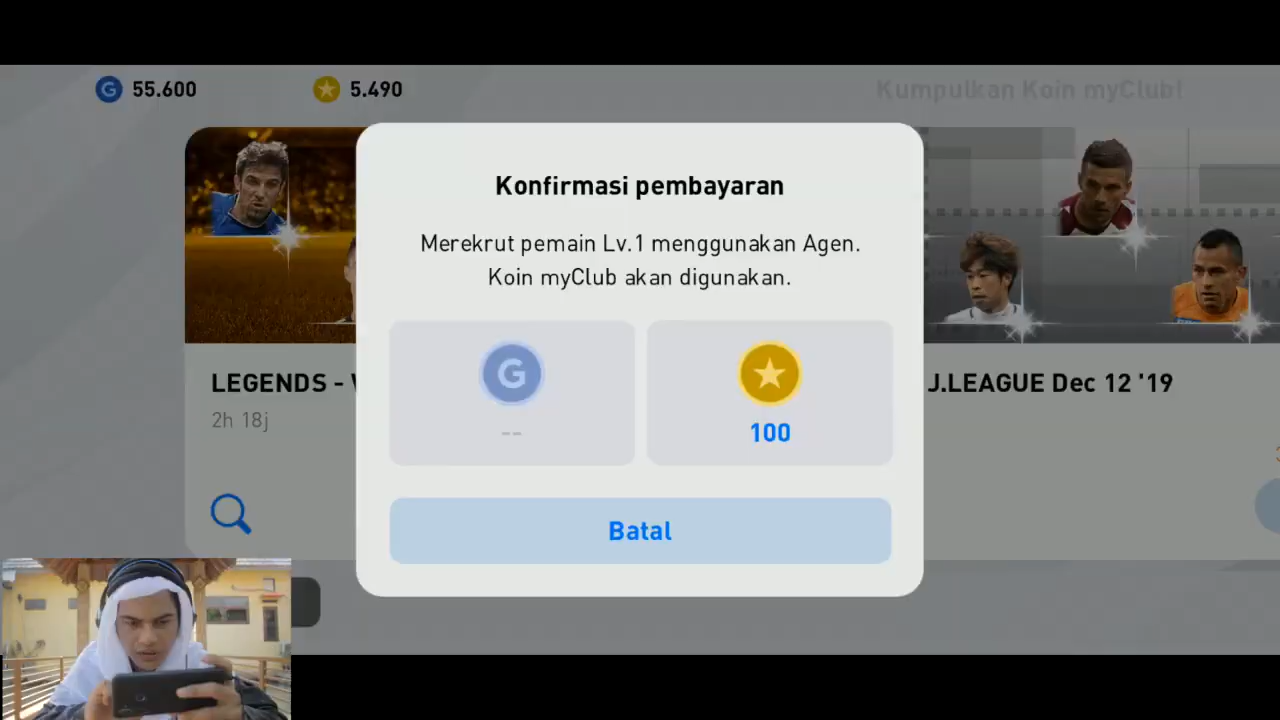 55.600
5.490
Kumpulkan Koin myClub!
Konfirmasi pembayaran
Merekrut pemain Lv.1 menggunakan Agen.
Koin myClub akan digunakan.
G
--
100
Batal
LEGENDS -
2h 18j
J.LEAGUE Dec 12 '19